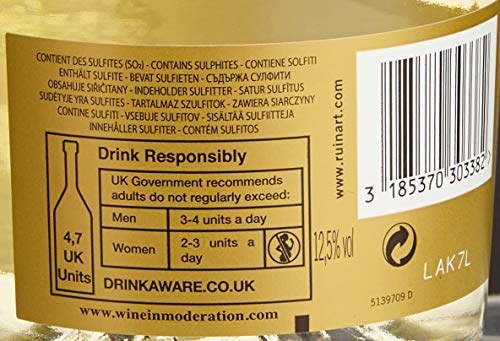 CONTIENT DES SULFITES (SO₂) - CONTAINS SULPHITES - CONTIENE SOLFITI
ENTHÄLT SULFITE - BEVAT SULFIETEN - СЪДЪРЖА СУЛФИТИ
OBSAHUJE SIŘIČITANY - INDEHOLDER SULFITTER - SATUR SULFĪTUS
SUDĖTYJE YRA SULFITES - TARTALMAZ SZULFITOK - ZAWIERA SIARCZYNY
CONTINE SULFITI - VSEBUJE SULFITOV - SISÄLTÄÄ SULFIITTEJA
INNEHÅLLER SULFITER - CONTÉM SULFITOS
Drink Responsibly
UK Government recommends
adults do not regularly exceed:
Men 3-4 units a day
Women 2-3 units a
day
4,7
UK
Units
DRINKAWARE.CO.UK
www.wineinmoderation.com
12,5% vol
www.ruinart.com
3 185370 303382
LAK7L
5139709 D